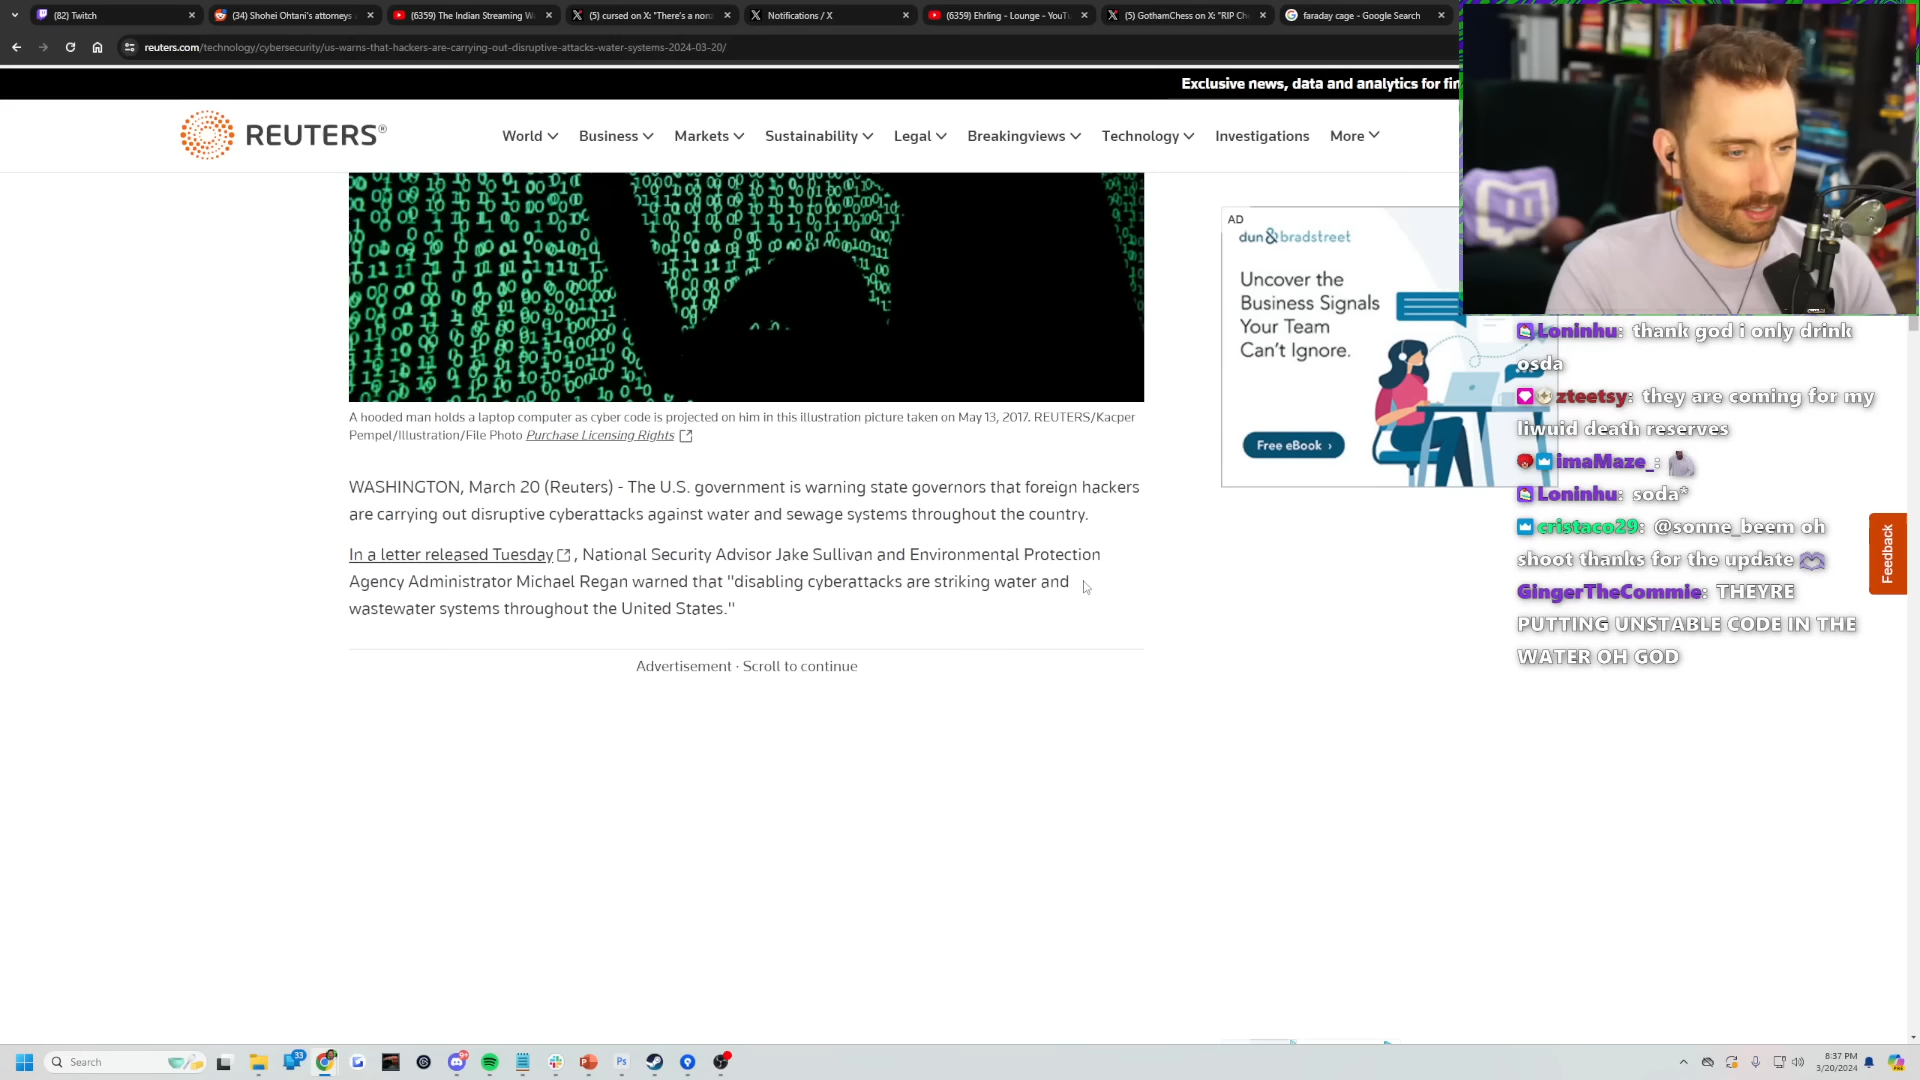 (82) Twitch
(34) Shohei Ohtani's attorneys
(6359) The Indian Streaming W
(5) cursed on X: "There's a non
Notifications / X
(6359) Ehrling - Lounge - YouTu
(5) GothamChess on X: "RIP Ch
faraday cage - Google Search
reuters.com/technology/cybersecurity/us-warns-that-hackers-are-carrying-out-disruptive-attacks-water-systems-2024-03-20/
Exclusive news, data and analytics for fin
REUTERS®
World
Business
Markets
Sustainability
Legal
Breakingviews
Technology
Investigations
More
A hooded man holds a laptop computer as cyber code is projected on him in this illustration picture taken on May 13, 2017. REUTERS/Kacper
Pempel/Illustration/File Photo Purchase Licensing Rights
WASHINGTON, March 20 (Reuters) - The U.S. government is warning state governors that foreign hackers
are carrying out disruptive cyberattacks against water and sewage systems throughout the country.
In a letter released Tuesday, National Security Advisor Jake Sullivan and Environmental Protection
Agency Administrator Michael Regan warned that "disabling cyberattacks are striking water and
wastewater systems throughout the United States."
Advertisement · Scroll to continue
AD
dun&bradstreet
Uncover the
Business Signals
Your Team
Can't Ignore.
Free eBook ›
Loninhu: thank god i only drink
osda
zteetsy: they are coming for my
liwuid death reserves
imaMaze_:
Loninhu: soda*
cristaco29: @sonne_beem oh
shoot thanks for the update
GingerTheCommie: THEYRE
PUTTING UNSTABLE CODE IN THE
WATER OH GOD
Feedback
Search
33
8:37 PM
3/20/2024